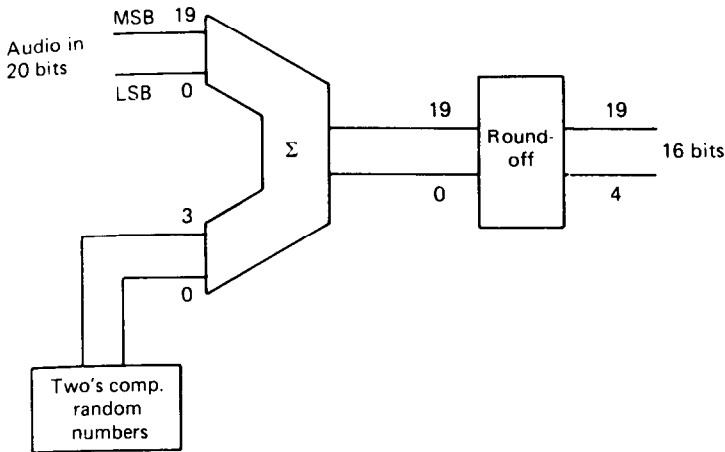 MSB 19
Audio in
20 bits
LSB 0
Σ
19
19
Round-
off
16 bits
0
4
3
0
Two's comp.
random
numbers